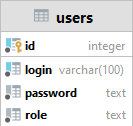 users
id integer
login varchar(100)
password text
role text